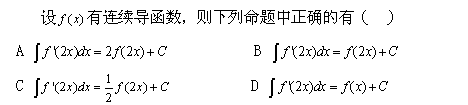 设f(x)有连续导函数，则下列命题中正确的有（　）
A ∫f'(2x)dx=2f(2x)+C B ∫f'(2x)dx=f(2x)+C
C ∫f'(2x)dx=1/2f(2x)+C D ∫f'(2x)dx=f(x)+C